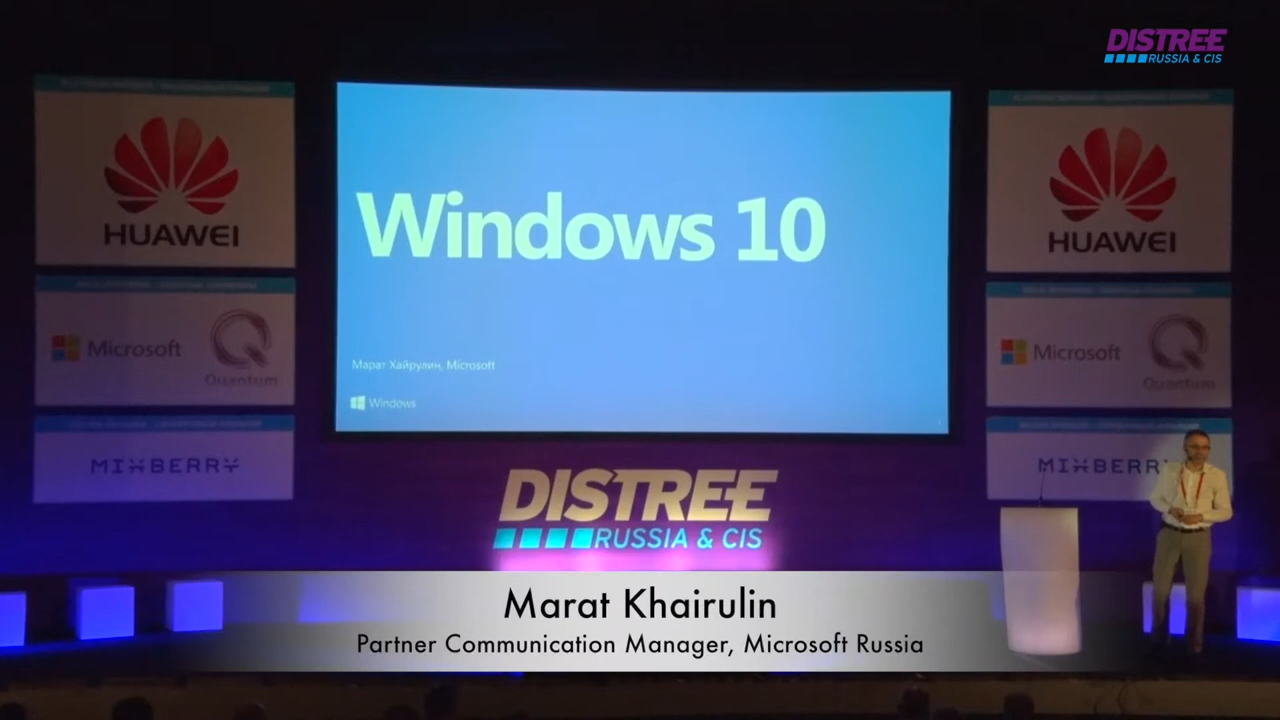 DISTREE
RUSSIA & CIS
HUAWEI
Microsoft
Quantum
MIXBERRY
Windows 10
Марат Хайрулин, Microsoft
Windows
HUAWEI
Microsoft
Quantum
MIXBERRY
DISTREE
RUSSIA & CIS
Marat Khairulin
Partner Communication Manager, Microsoft Russia